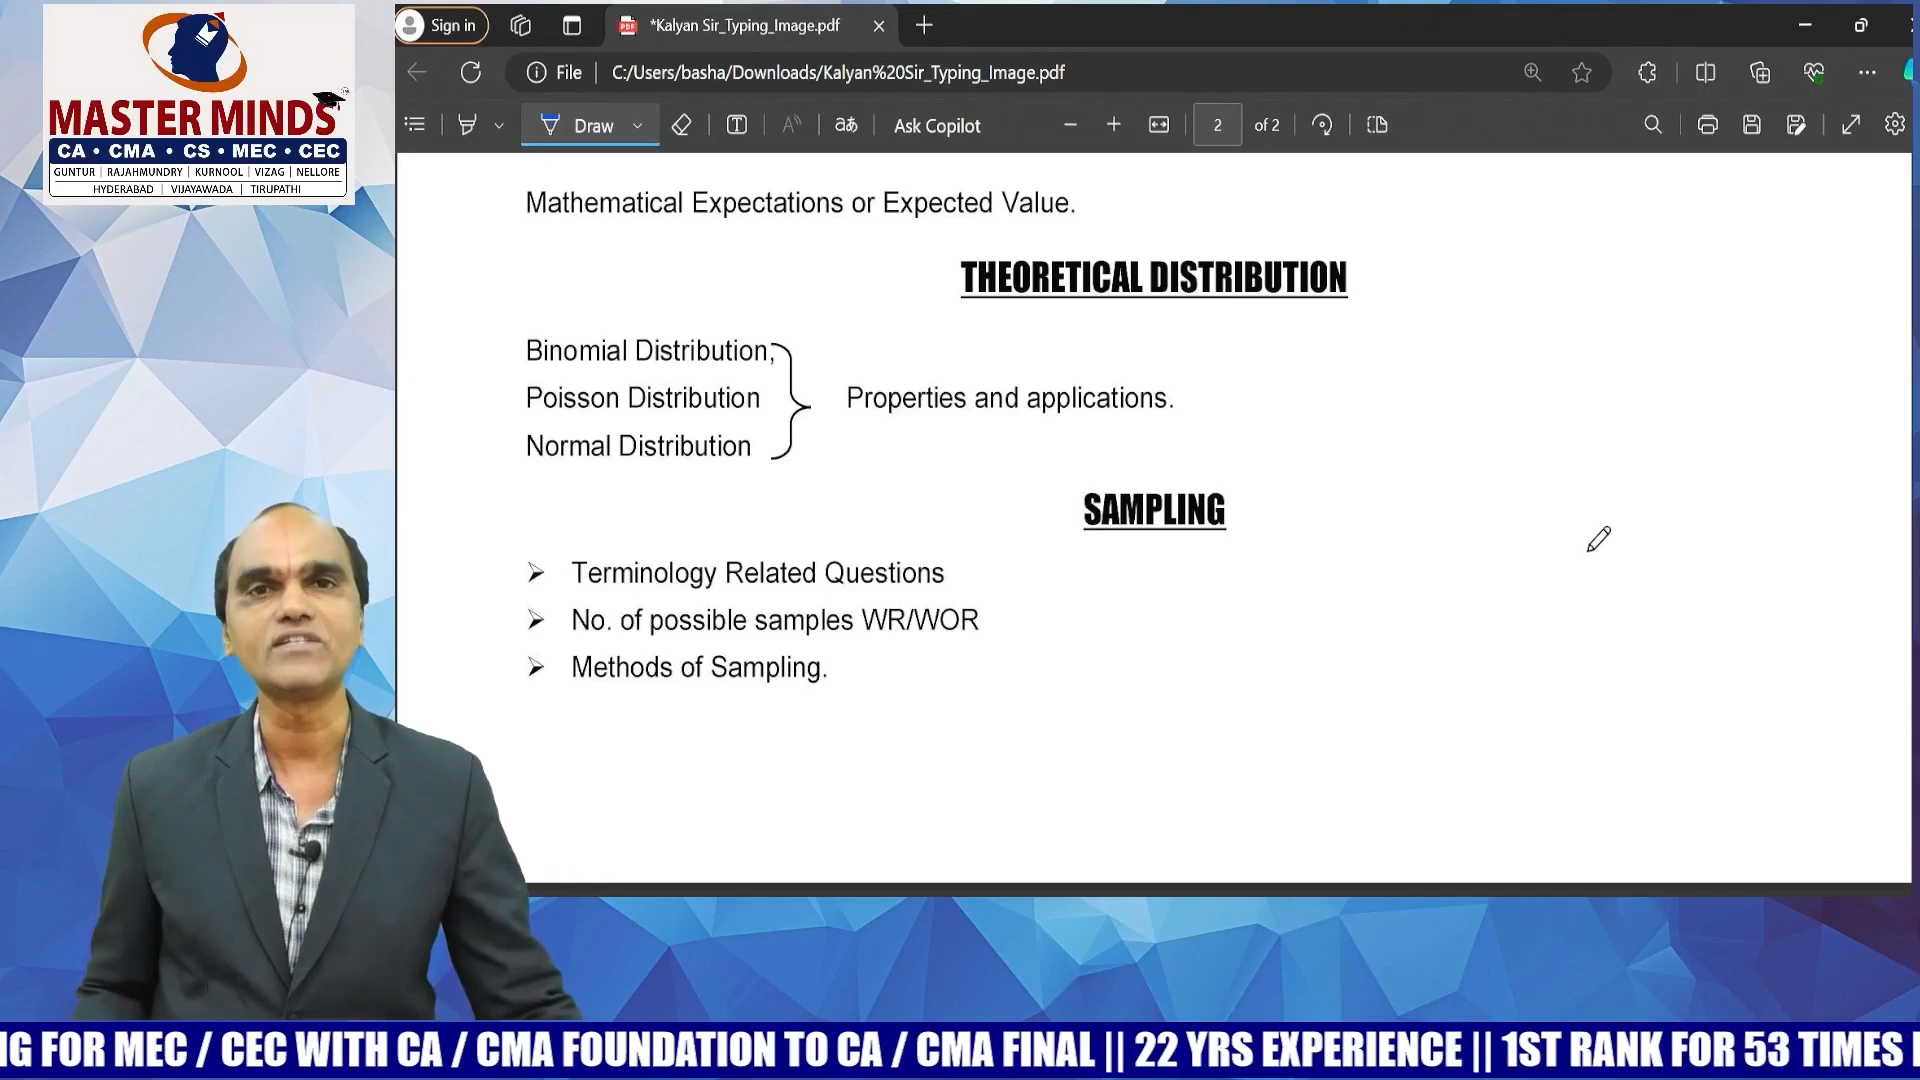 MASTER MINDS
CA • CMA • CS • MEC • CEC
GUNTUR | RAJAHMUNDRY | KURNOOL | VIZAG | NELLORE
HYDERABAD | VIJAYAWADA | TIRUPATHI
Sign in
*Kalyan Sir_Typing_Image.pdf
File
C:/Users/basha/Downloads/Kalyan%20Sir_Typing_Image.pdf
Draw
Ask Copilot
2 of 2
Mathematical Expectations or Expected Value.
THEORETICAL DISTRIBUTION
Binomial Distribution,
Poisson Distribution
Properties and applications.
Normal Distribution
SAMPLING
➢ Terminology Related Questions
➢ No. of possible samples WR/WOR
➢ Methods of Sampling.
NG FOR MEC / CEC WITH CA / CMA FOUNDATION TO CA / CMA FINAL || 22 YRS EXPERIENCE || 1ST RANK FOR 53 TIMES